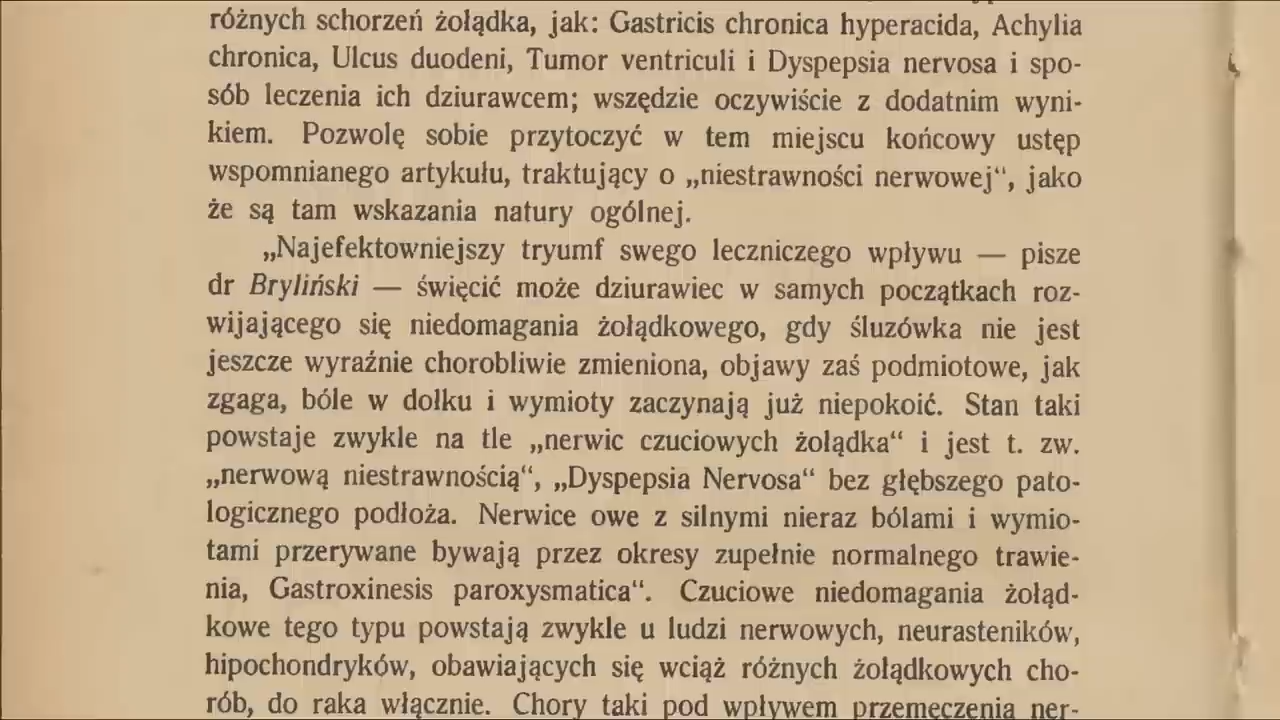 różnych schorzeń żołądka, jak: Gastricis chronica hyperacida, Achylia
chronica, Ulcus duodeni, Tumor ventriculi i Dyspepsia nervosa i spo-
sób leczenia ich dziurawcem; wszędzie oczywiście z dodatnim wyni-
kiem. Pozwolę sobie przytoczyć w tem miejscu końcowy ustęp
wspomnianego artykułu, traktujący o „niestrawności nerwowej“, jako
że są tam wskazania natury ogólnej.
„Najefektowniejszy tryumf swego leczniczego wpływu — pisze
dr Bryliński — święcić może dziurawiec w samych początkach roz-
wijającego się niedomagania żołądkowego, gdy śluzówka nie jest
jeszcze wyraźnie chorobliwie zmieniona, objawy zaś podmiotowe, jak
zgaga, bóle w dołku i wymioty zaczynają już niepokoić. Stan taki
powstaje zwykle na tle „nerwic czuciowych żołądka“ i jest t. zw.
„nerwową niestrawnością“, „Dyspepsia Nervosa“ bez głębszego pato-
logicznego podłoża. Nerwice owe z silnymi nieraz bólami i wymio-
tami przerywane bywają przez okresy zupełnie normalnego trawie-
nia, Gastroxinesis paroxysmatica“. Czuciowe niedomagania żołąd-
kowe tego typu powstają zwykle u ludzi nerwowych, neurasteników,
hipochondryków, obawiających się wciąż różnych żołądkowych cho-
rób, do raka włącznie. Chory taki pod wpływem przemęczenia ner-